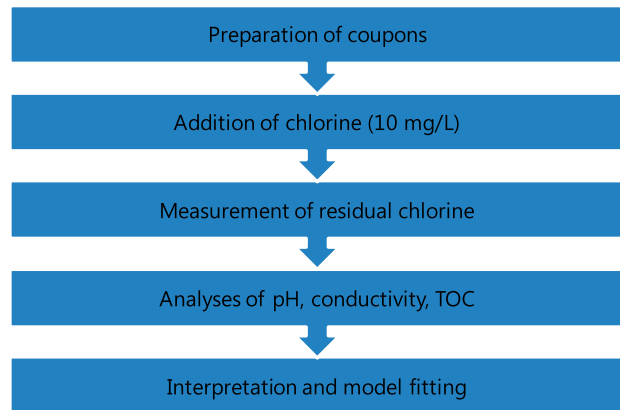 Preparation of coupons
Addition of chlorine (10 mg/L)
Measurement of residual chlorine
Analyses of pH, conductivity, TOC
Interpretation and model fitting